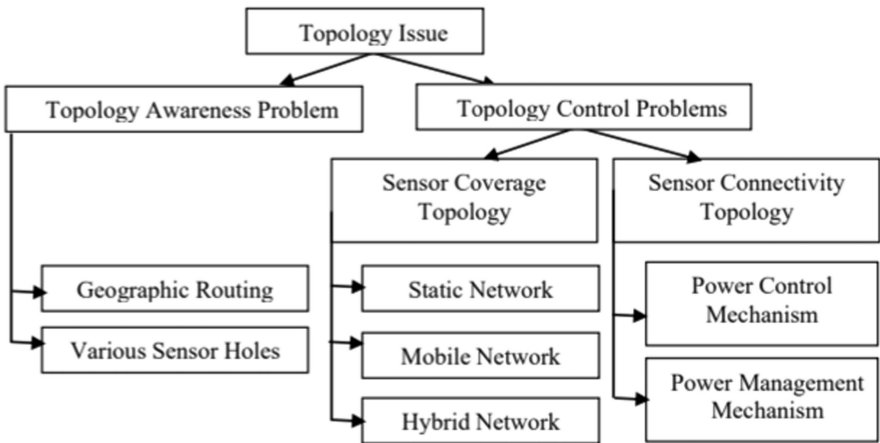 Topology Issue
Topology Awareness Problem
Topology Control Problems
Sensor Coverage
Topology
Sensor Connectivity
Topology
Geographic Routing
Various Sensor Holes
Static Network
Mobile Network
Hybrid Network
Power Control
Mechanism
Power Management
Mechanism